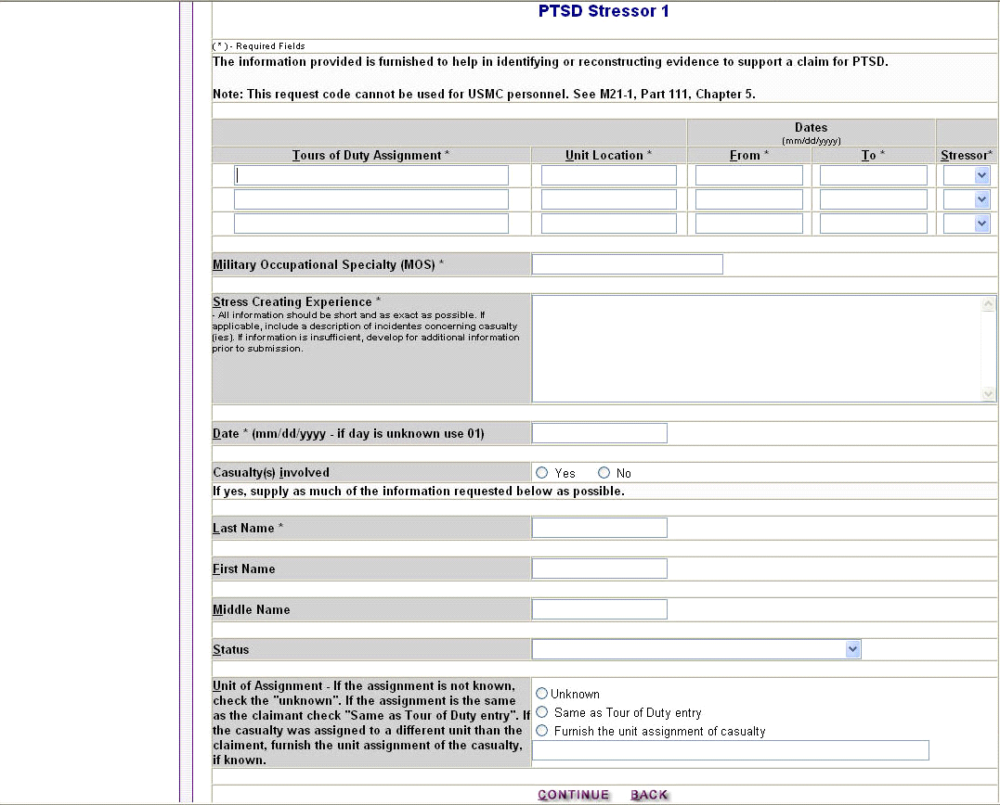 PTSD Stressor 1
(*)- Required Fields
The information provided is furnished to help in identifying or reconstructing evidence to support a claim for PTSD.
Note: This request code cannot be used for USMC personnel. See M21-1, Part 111, Chapter 5.
Dates
(mm/dd/yyyy)
Tours of Duty Assignment * Unit Location * From * To * Stressor*
Military Occupational Specialty (MOS) *
Stress Creating Experience *
- All information should be short and as exact as possible. If
applicable, include a description of incidentes concerning casualty
(ies). If information is insufficient, develop for additional information
prior to submission.
Date * (mm/dd/yyyy - if day is unknown use 01)
Casualty(s) involved Yes No
If yes, supply as much of the information requested below as possible.
Last Name *
First Name
Middle Name
Status
Unit of Assignment - If the assignment is not known,
check the "unknown". If the assignment is the same
as the claimant check "Same as Tour of Duty entry". If
the casualty was assigned to a different unit than the
claiment, furnish the unit assignment of the casualty,
if known.
Unknown
Same as Tour of Duty entry
Furnish the unit assignment of casualty
CONTINUE BACK